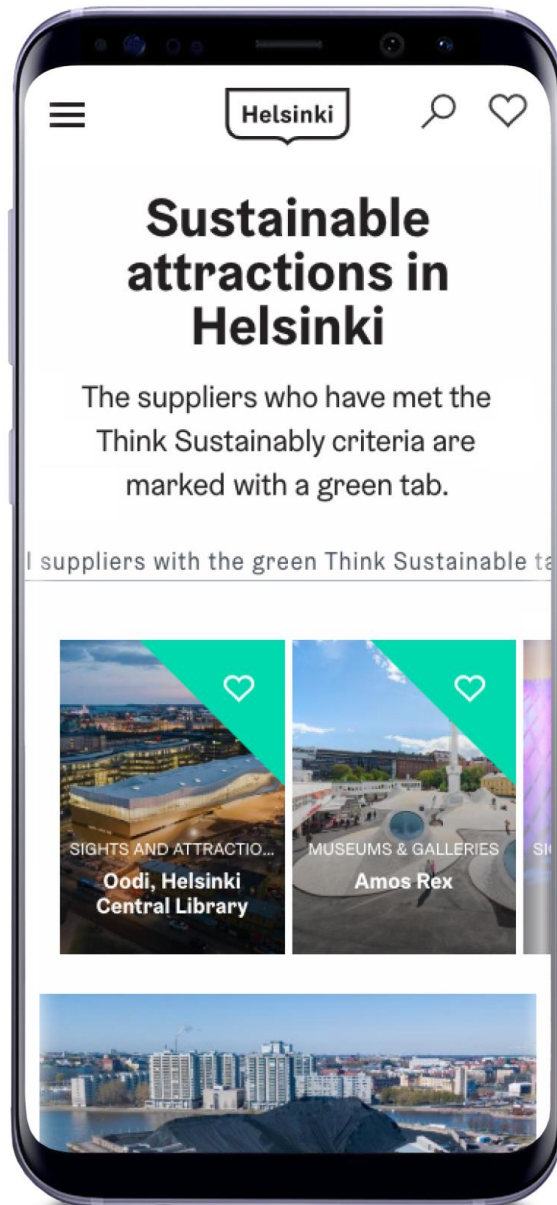 Helsinki
Sustainable
attractions in
Helsinki
The suppliers who have met the
Think Sustainably criteria are
marked with a green tab.
l suppliers with the green Think Sustainable ta
SIGHTS AND ATTRACTIO...
Oodi, Helsinki
Central Library
MUSEUMS & GALLERIES
Amos Rex